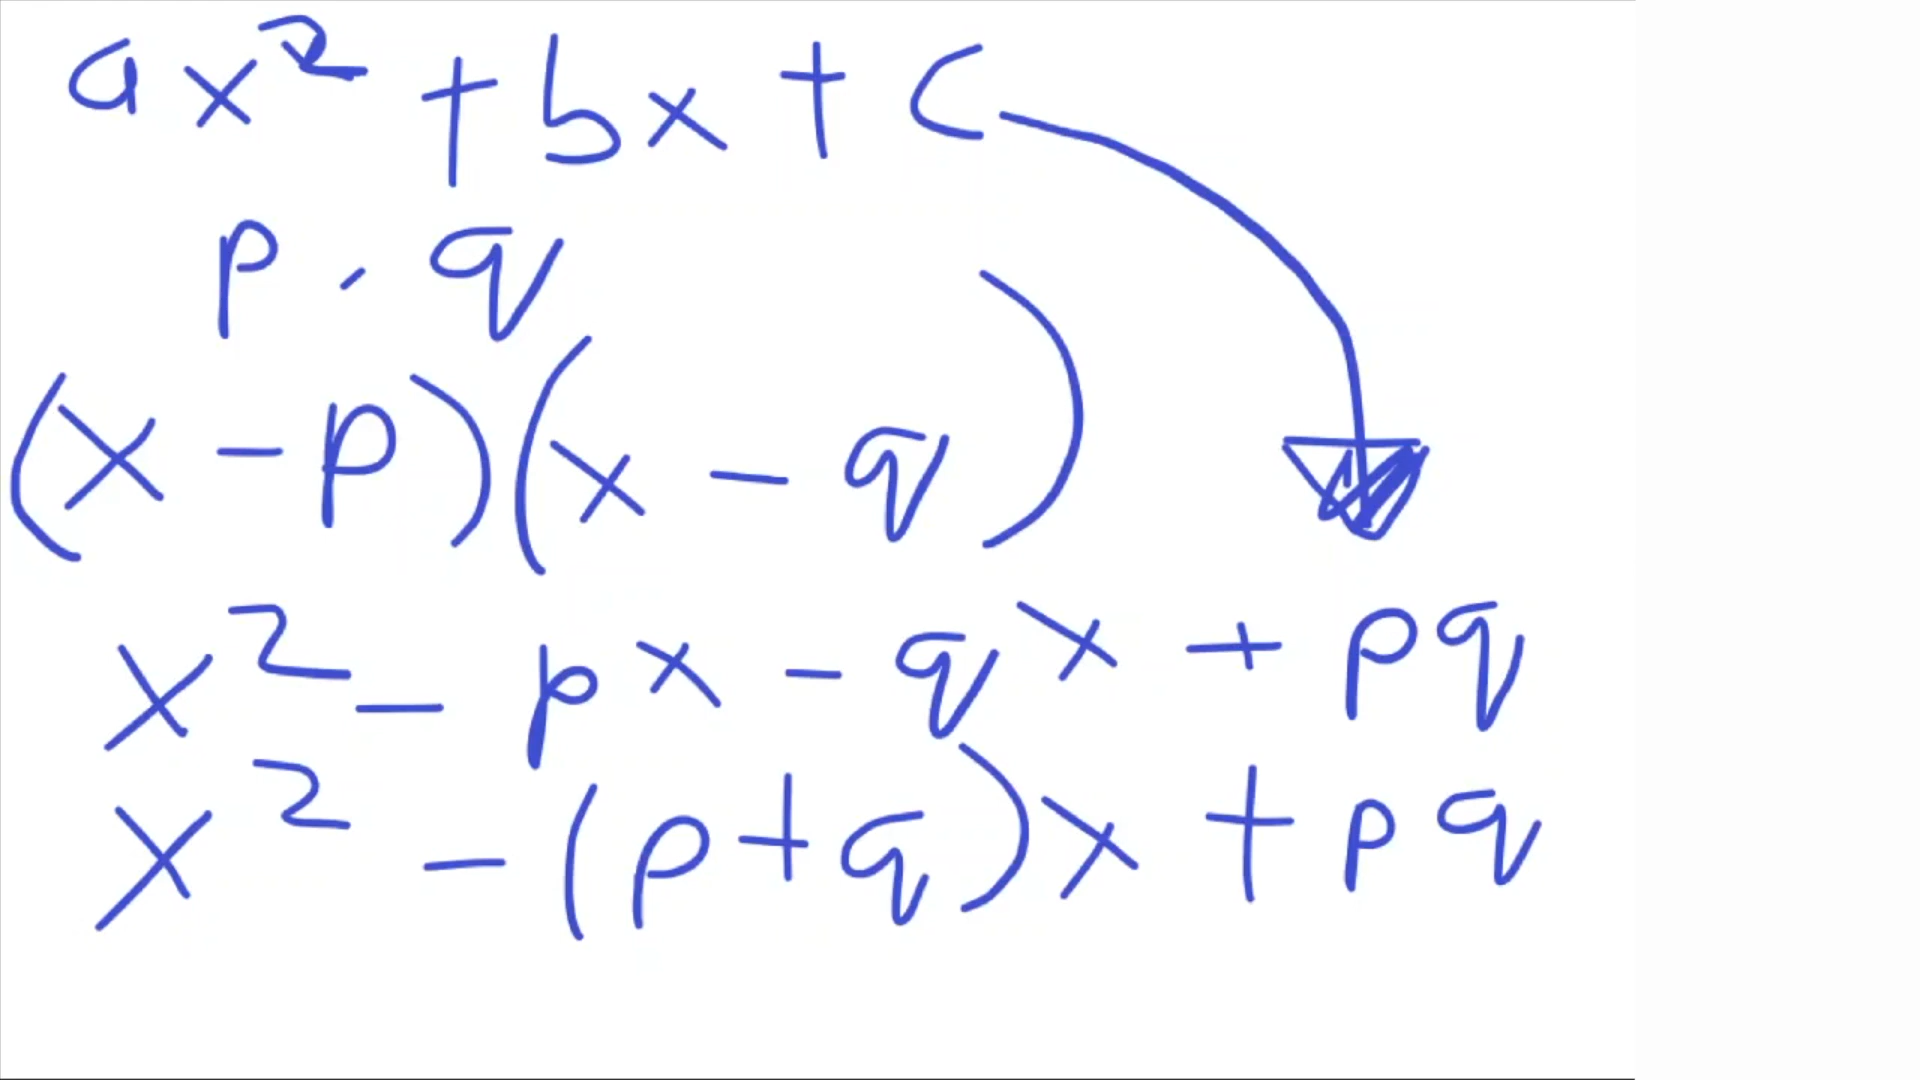 ax² + bx + c
p · q
(x - p)(x - q)
x² - px - qx + pq
x² - (p+q)x + pq